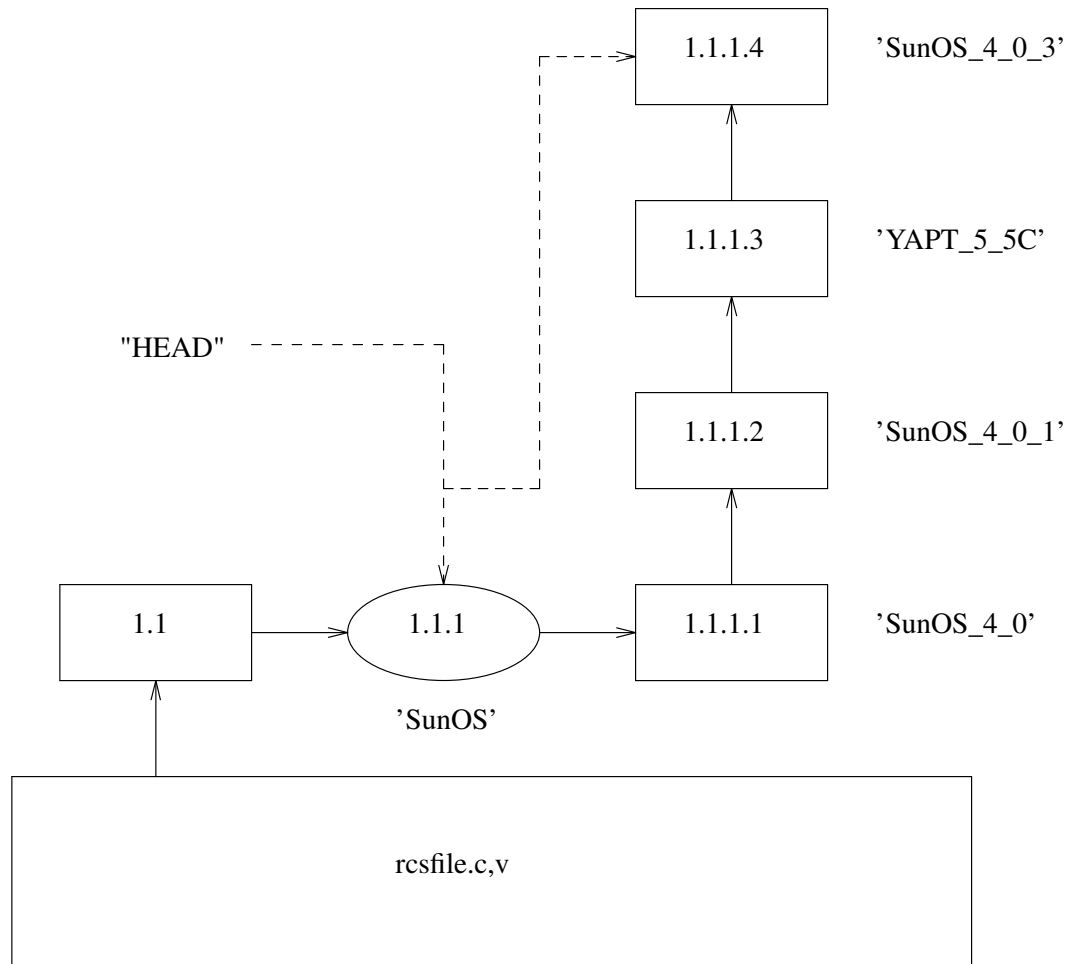 1.1.1.4 ’SunOS_4_0_3’
1.1.1.3 ’YAPT_5_5C’
"HEAD"
1.1.1.2 ’SunOS_4_0_1’
1.1 1.1.1 1.1.1.1 ’SunOS_4_0’
’SunOS’
rcsfile.c,v